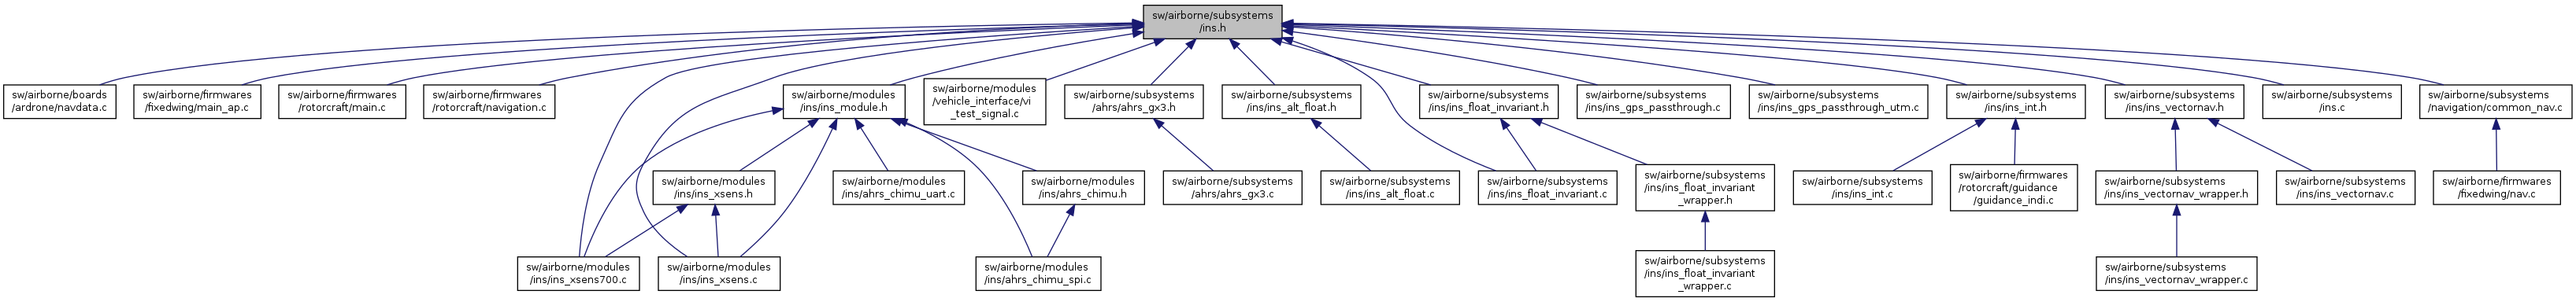 sw/airborne/subsystems
/ins.h
sw/airborne/boards
/ardrone/navdata.c
sw/airborne/firmwares
/fixedwing/main_ap.c
sw/airborne/firmwares
/rotorcraft/main.c
sw/airborne/firmwares
/rotorcraft/navigation.c
sw/airborne/modules
/ins/ins_module.h
sw/airborne/modules
/vehicle_interface/vi
_test_signal.c
sw/airborne/subsystems
/ahrs/ahrs_gx3.h
sw/airborne/subsystems
/ins/ins_alt_float.h
sw/airborne/subsystems
/ins/ins_float_invariant.h
sw/airborne/subsystems
/ins/ins_gps_passthrough.c
sw/airborne/subsystems
/ins/ins_gps_passthrough_utm.c
sw/airborne/subsystems
/ins/ins_int.h
sw/airborne/subsystems
/ins/ins_vectornav.h
sw/airborne/subsystems
/ins.c
sw/airborne/subsystems
/navigation/common_nav.c
sw/airborne/modules
/ins/ins_xsens.h
sw/airborne/modules
/ins/ahrs_chimu_uart.c
sw/airborne/modules
/ins/ahrs_chimu.h
sw/airborne/subsystems
/ahrs/ahrs_gx3.c
sw/airborne/subsystems
/ins/ins_alt_float.c
sw/airborne/subsystems
/ins/ins_float_invariant.c
sw/airborne/subsystems
/ins/ins_float_invariant
_wrapper.h
sw/airborne/subsystems
/ins/ins_int.c
sw/airborne/firmwares
/rotorcraft/guidance
/guidance_indi.c
sw/airborne/subsystems
/ins/ins_vectornav_wrapper.h
sw/airborne/subsystems
/ins/ins_vectornav.c
sw/airborne/firmwares
/fixedwing/nav.c
sw/airborne/modules
/ins/ins_xsens700.c
sw/airborne/modules
/ins/ins_xsens.c
sw/airborne/modules
/ins/ahrs_chimu_spi.c
sw/airborne/subsystems
/ins/ins_float_invariant
_wrapper.c
sw/airborne/subsystems
/ins/ins_vectornav_wrapper.c